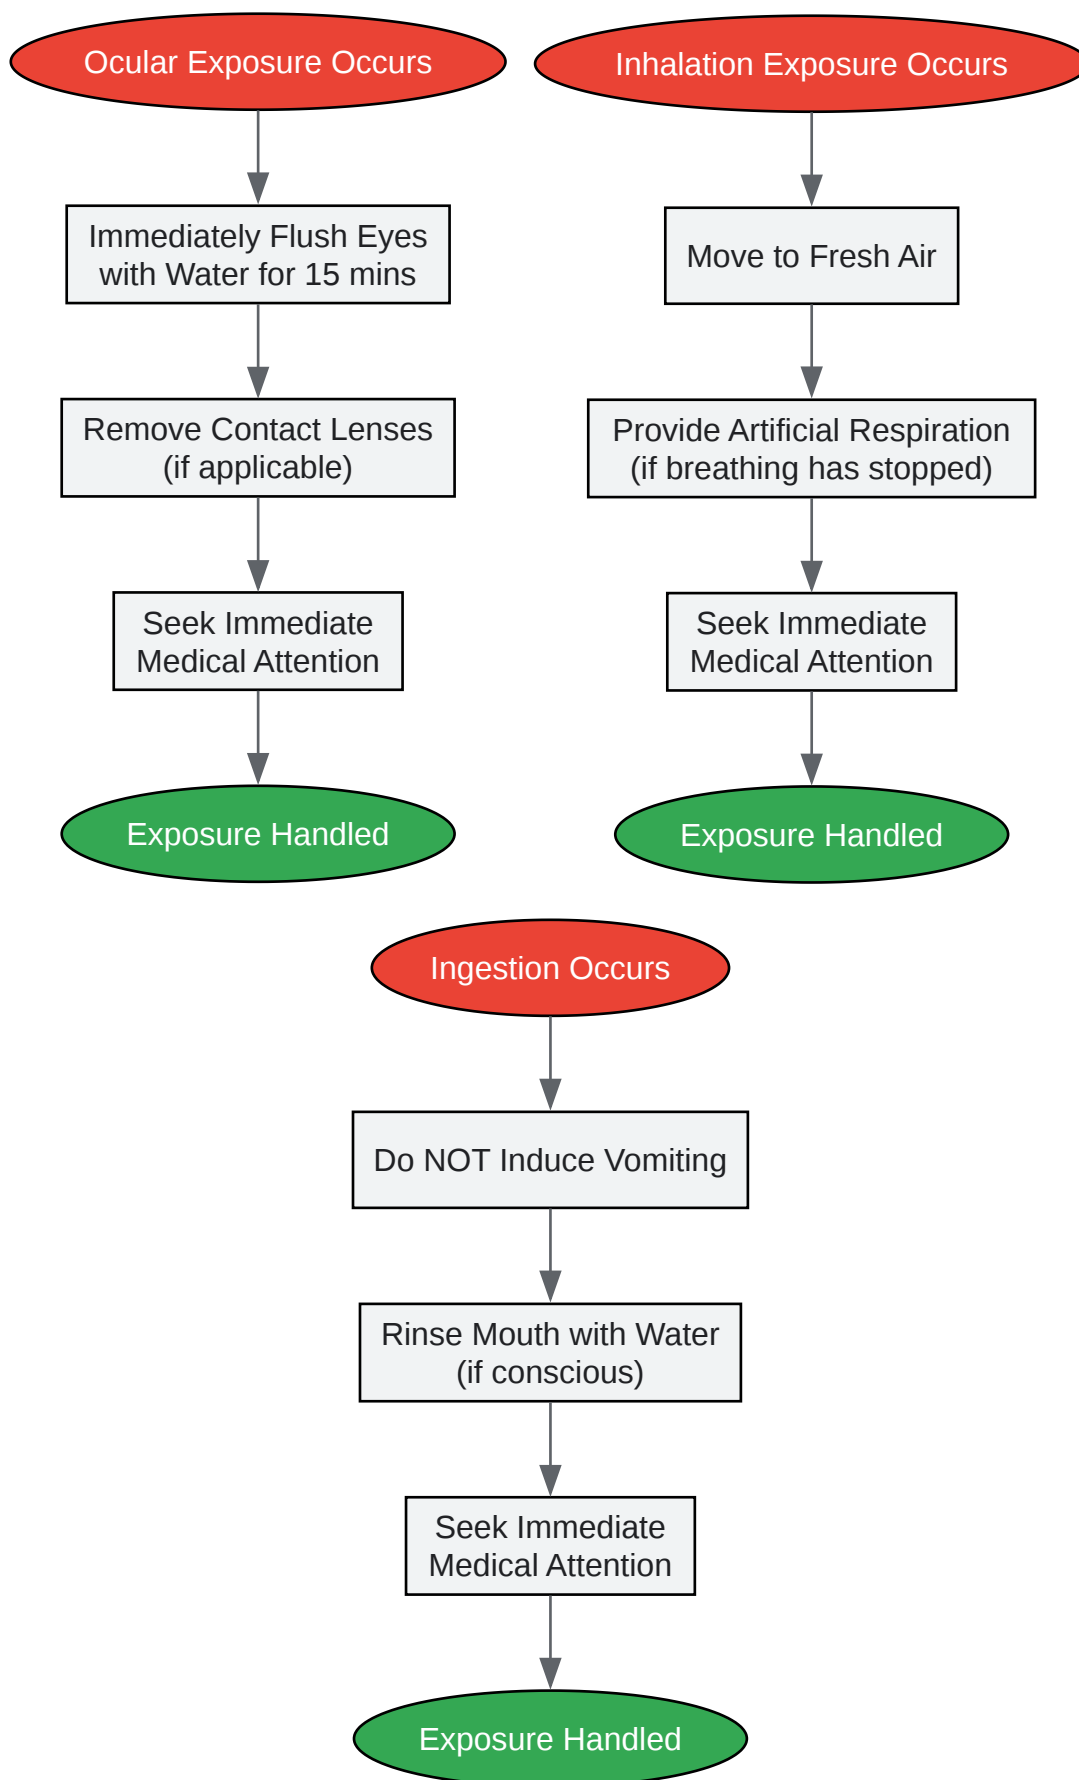 Ocular Exposure Occurs
Immediately Flush Eyes
with Water for 15 mins
Remove Contact Lenses
(if applicable)
Seek Immediate
Medical Attention
Exposure Handled
Inhalation Exposure Occurs
Move to Fresh Air
Provide Artificial Respiration
(if breathing has stopped)
Seek Immediate
Medical Attention
Exposure Handled
Ingestion Occurs
Do NOT Induce Vomiting
Rinse Mouth with Water
(if conscious)
Seek Immediate
Medical Attention
Exposure Handled